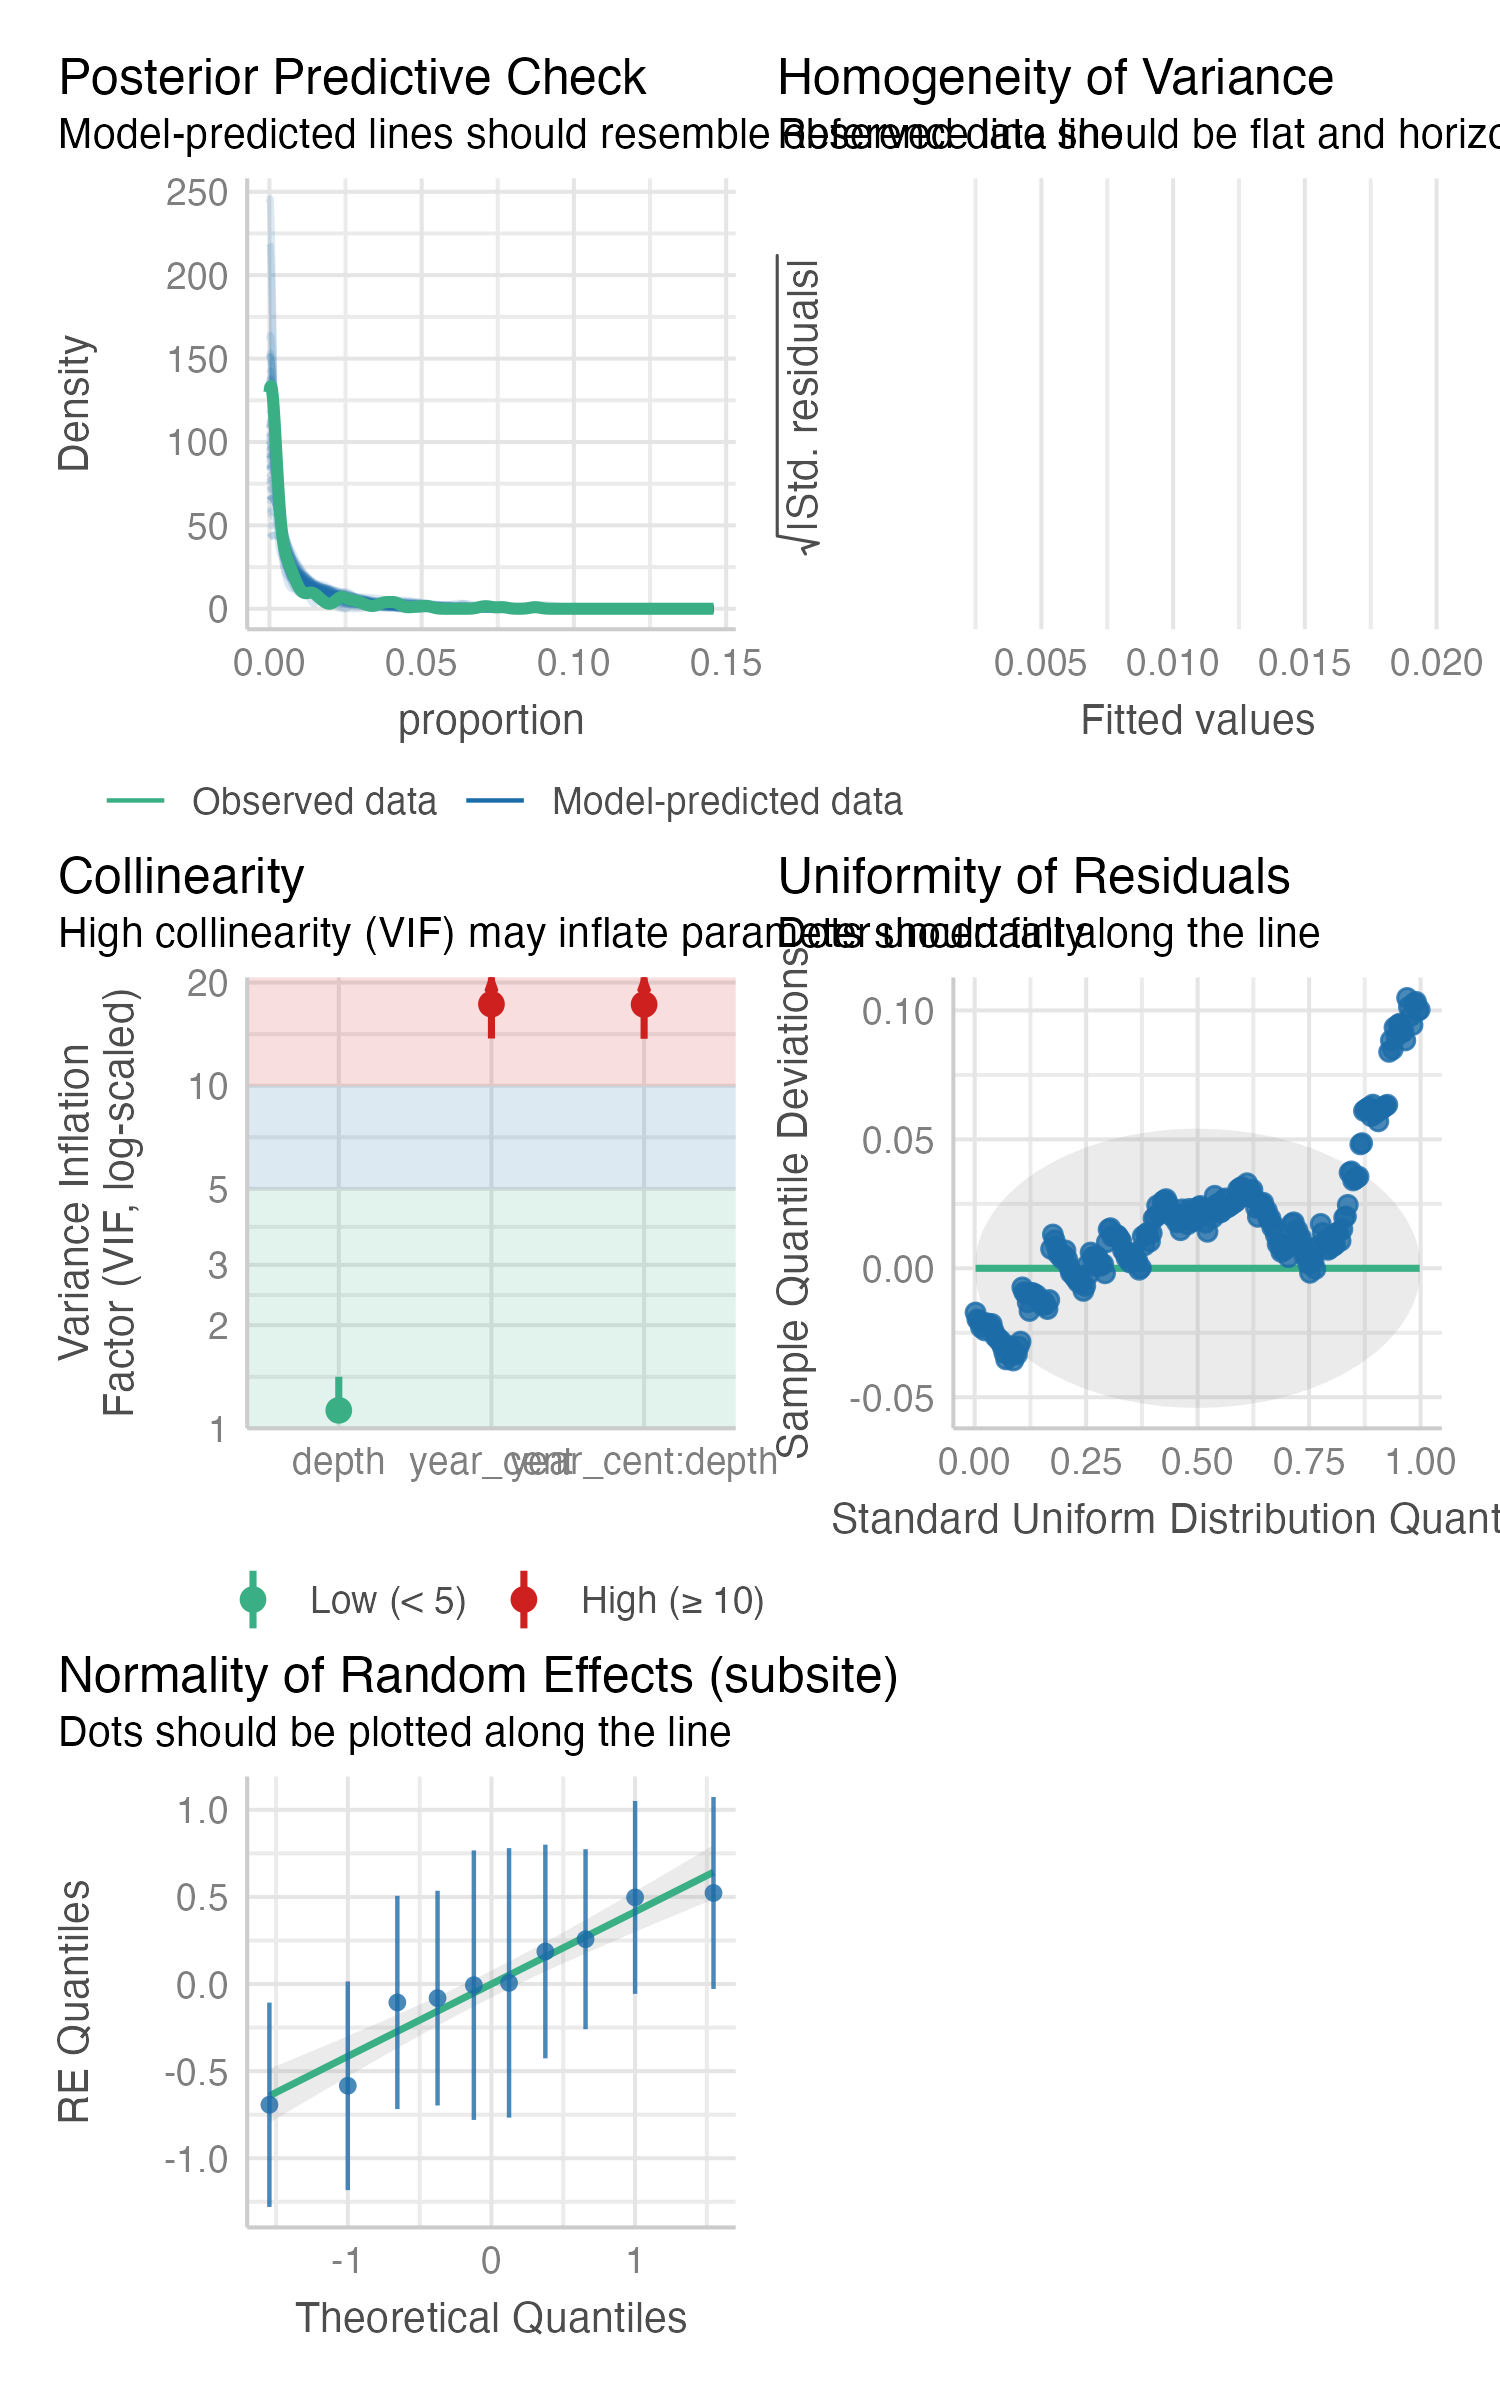 Posterior Predictive Check
Model-predicted lines should resemble observed data line
250
200
150
100
50
0
Density
0.00 0.05 0.10 0.15
proportion
Observed data Model-predicted data
Homogeneity of Variance
Reference line should be flat and horizo
√|Std. residuals|
0.005 0.010 0.015 0.020
Fitted values
Collinearity
High collinearity (VIF) may inflate parameter uncertainty
20
10
5
3
2
1
Variance Inflation
Factor (VIF, log-scaled)
depth year_cent year_cent:depth
Low (< 5) High (≥ 10)
Uniformity of Residuals
Dots should fall along the line
0.10
0.05
0.00
-0.05
Sample Quantile Deviations
0.00 0.25 0.50 0.75 1.00
Standard Uniform Distribution Quant
Normality of Random Effects (subsite)
Dots should be plotted along the line
1.0
0.5
0.0
-0.5
-1.0
RE Quantiles
-1 0 1
Theoretical Quantiles